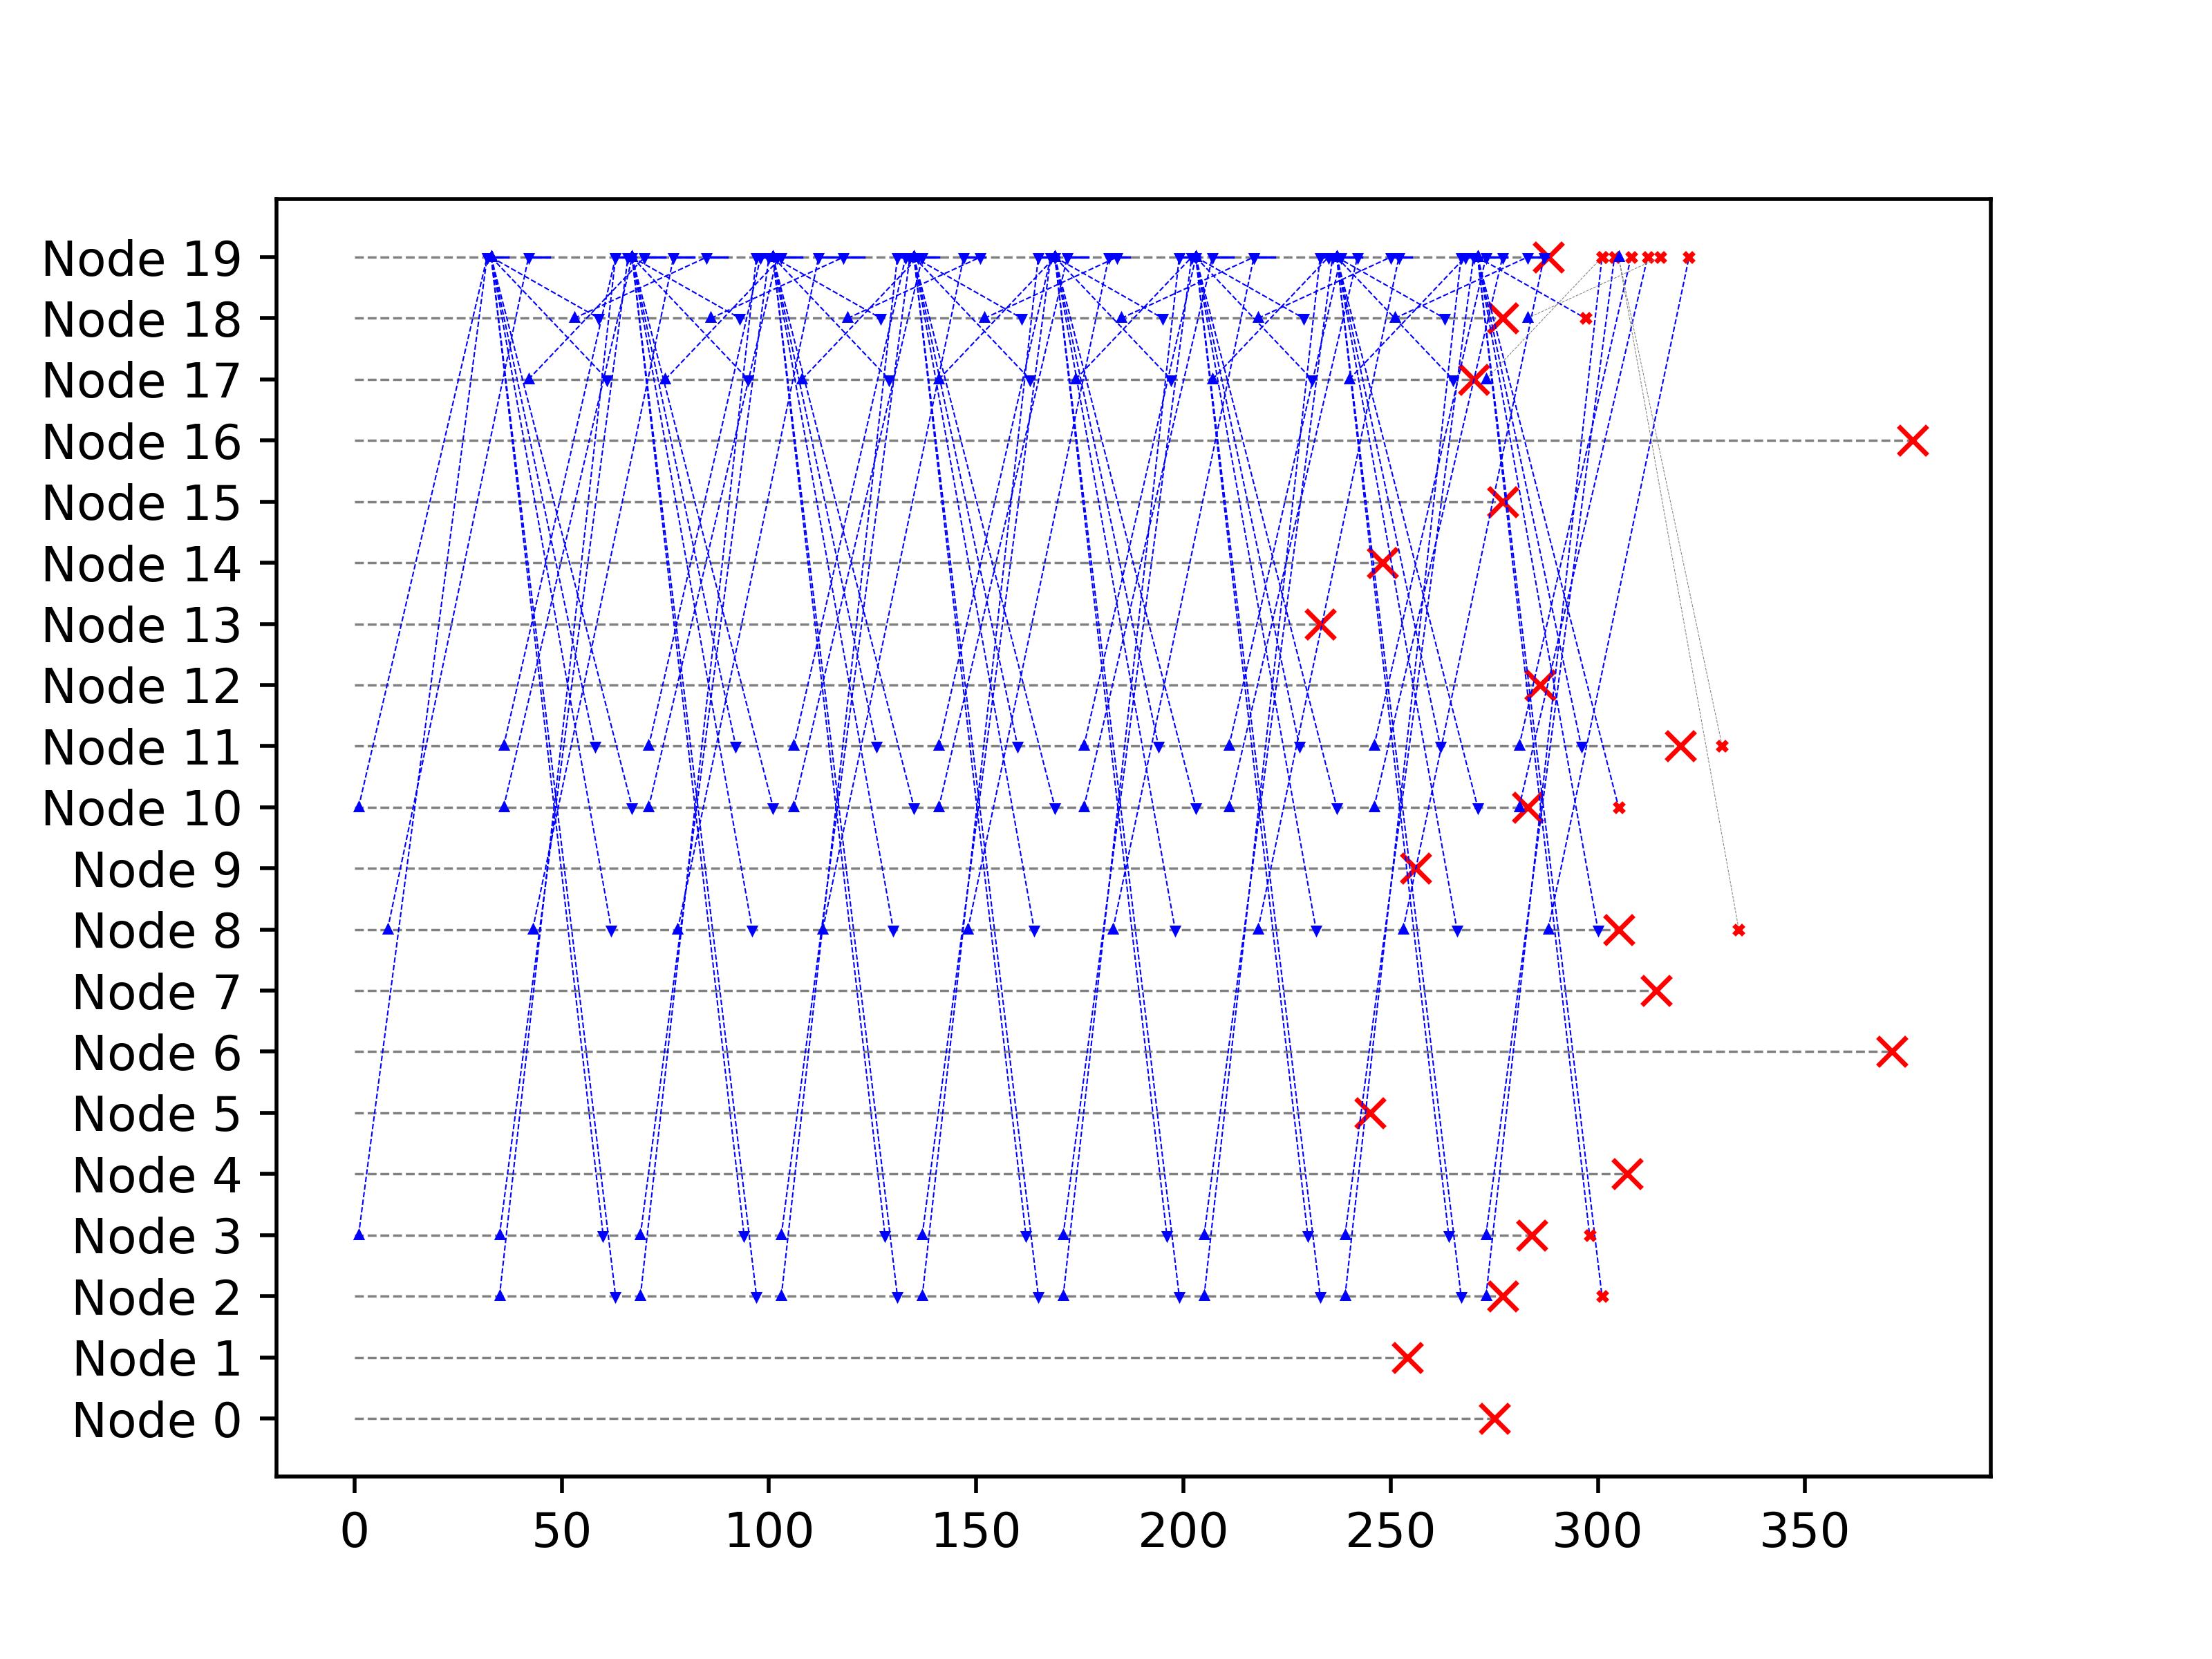 Node 19
Node 18
Node 17
Node 16
Node 15
Node 14
Node 13
Node 12
Node 11
Node 10
Node 9
Node 8
Node 7
Node 6
Node 5
Node 4
Node 3
Node 2
Node 1
Node 0
0 50 100 150 200 250 300 350